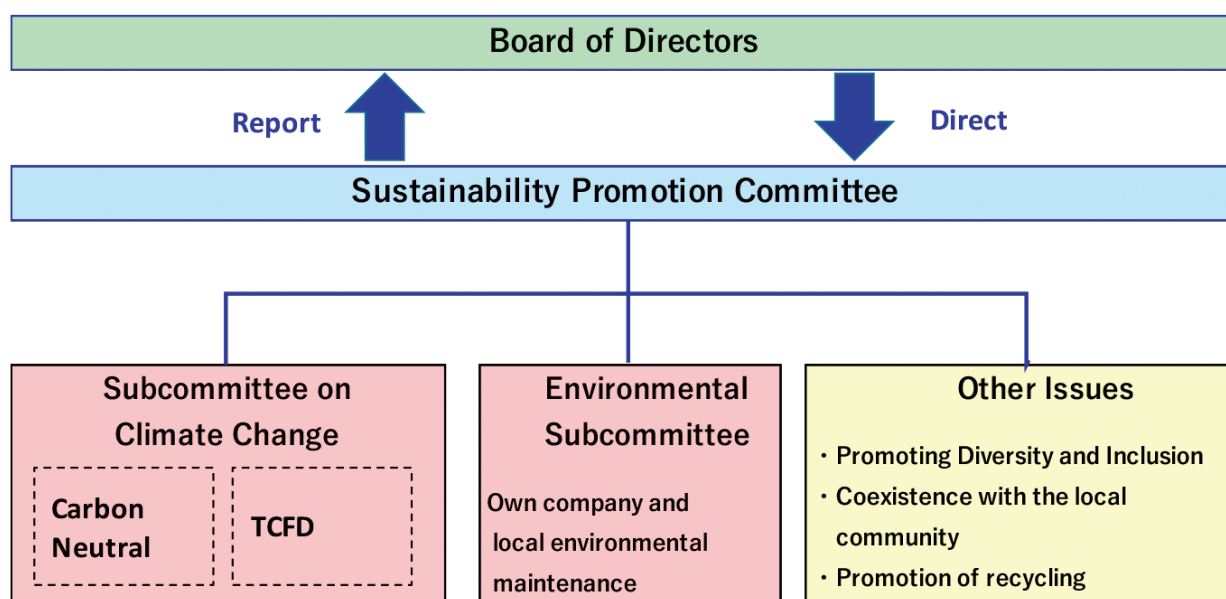 Board of Directors
Report
Direct
Sustainability Promotion Committee
Subcommittee on
Climate Change
Carbon
Neutral
TCFD
Environmental
Subcommittee
Own company and
local environmental
maintenance
Other Issues
・Promoting Diversity and Inclusion
・Coexistence with the local
community
・Promotion of recycling